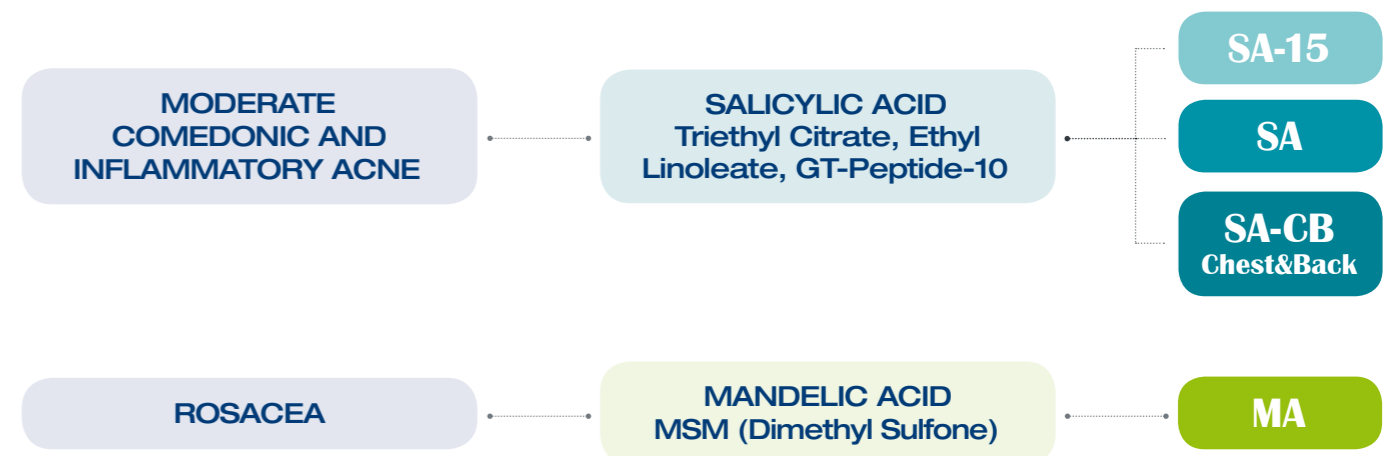 MODERATE
COMEDONIC AND
INFLAMMATORY ACNE
SALICYLIC ACID
Triethyl Citrate, Ethyl
Linoleate, GT-Peptide-10
SA-15
SA
SA-CB
Chest&Back
ROSACEA
MANDELIC ACID
MSM (Dimethyl Sulfone)
MA